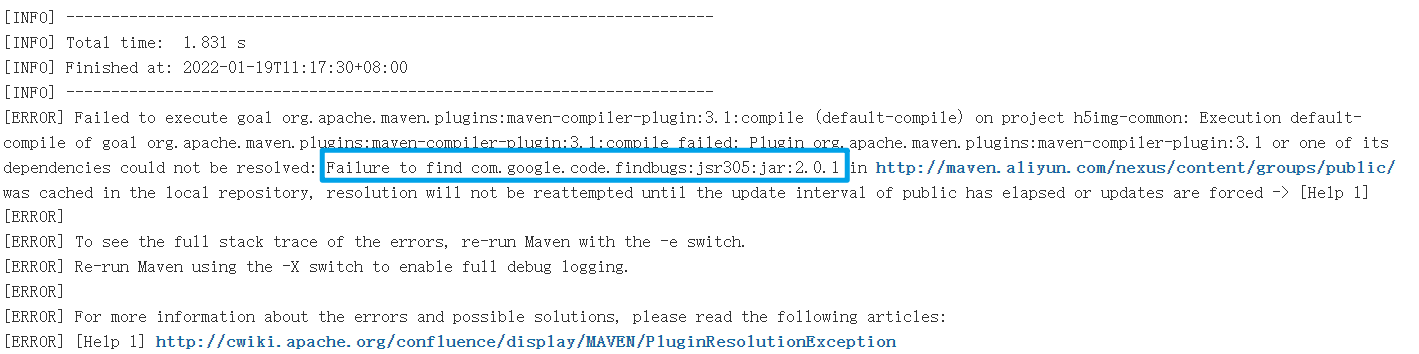 [INFO] ------------------------------------------------------------------------
[INFO] Total time:  1.831 s
[INFO] Finished at: 2022-01-19T11:17:30+08:00
[INFO] ------------------------------------------------------------------------
[ERROR] Failed to execute goal org.apache.maven.plugins:maven-compiler-plugin:3.1:compile (default-compile) on project h5img-common: Execution default-
compile of goal org.apache.maven.plugins:maven-compiler-plugin:3.1:compile failed: Plugin org.apache.maven.plugins:maven-compiler-plugin:3.1 or one of its
dependencies could not be resolved: Failure to find com.google.code.findbugs:jsr305:jar:2.0.1 in http://maven.aliyun.com/nexus/content/groups/public/
was cached in the local repository, resolution will not be reattempted until the update interval of public has elapsed or updates are forced -> [Help 1]
[ERROR]
[ERROR] To see the full stack trace of the errors, re-run Maven with the -e switch.
[ERROR] Re-run Maven using the -X switch to enable full debug logging.
[ERROR]
[ERROR] For more information about the errors and possible solutions, please read the following articles:
[ERROR] [Help 1] http://cwiki.apache.org/confluence/display/MAVEN/PluginResolutionException